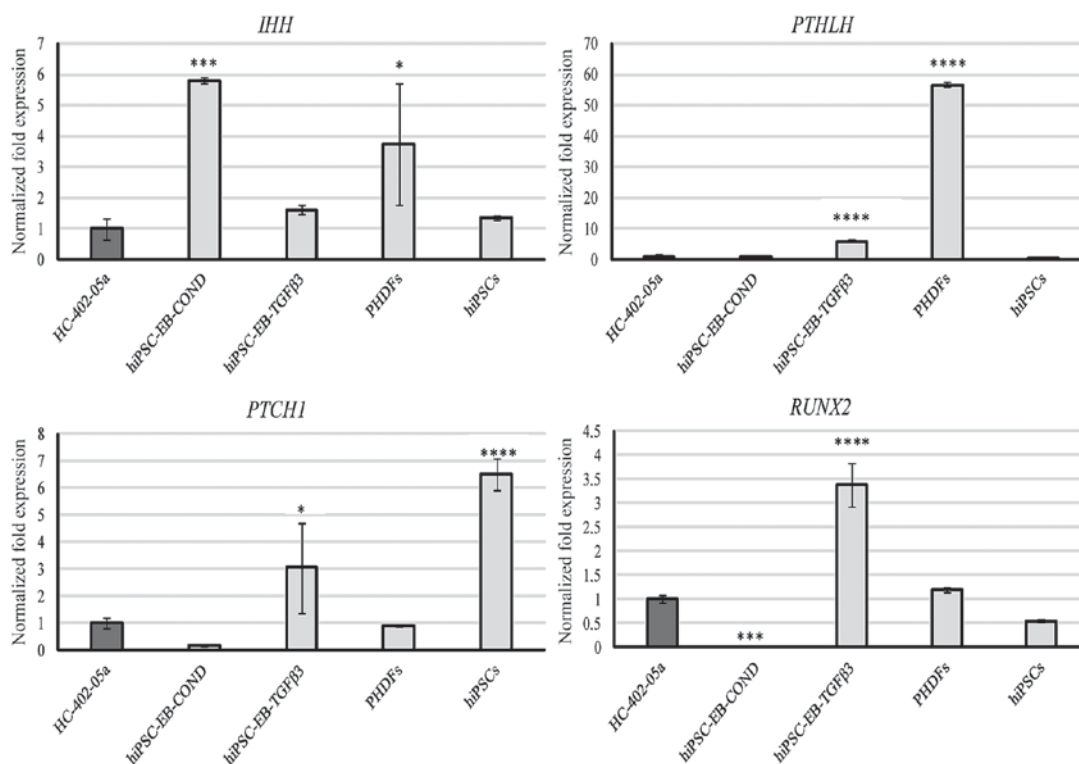 IHH
Normalized fold expression
7
6
5
4
3
2
1
0
***
*
HC-402-05a
hiPSC-EB-COND
hiPSC-EB-TGFβ3
PHDFs
hiPSCs
PTHLH
Normalized fold expression
70
60
50
40
30
20
10
0
****
****
HC-402-05a
hiPSC-EB-COND
hiPSC-EB-TGFβ3
PHDFs
hiPSCs
PTCH1
Normalized fold expression
8
7
6
5
4
3
2
1
0
*
****
HC-402-05a
hiPSC-EB-COND
hiPSC-EB-TGFβ3
PHDFs
hiPSCs
RUNX2
Normalized fold expression
4.5
4
3.5
3
2.5
2
1.5
1
0.5
0
***
****
HC-402-05a
hiPSC-EB-COND
hiPSC-EB-TGFβ3
PHDFs
hiPSCs